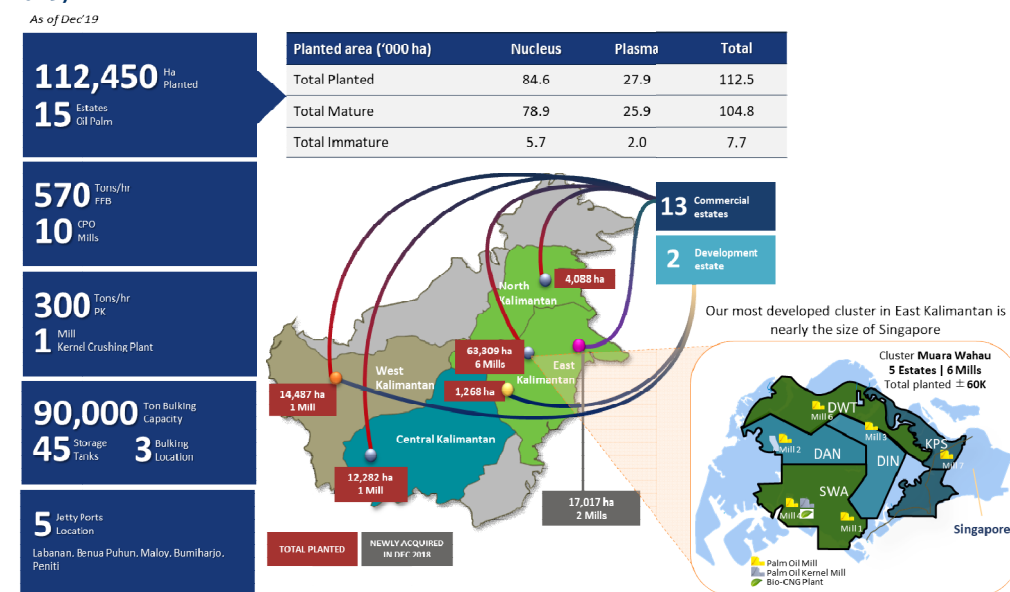 As of Dec'19
112,450 Ha Planted
15 Estates Oil Palm
570 Tons/hr FFB
10 CPO Mills
300 Tons/hr PK
1 Mill Kernel Crushing Plant
90,000 Ton Bulking Capacity
45 Storage Tanks 3 Bulking Location
5 Jetty Ports Location
Labanan, Benua Puhun, Maloy, Bumiharjo,
Peniti
Planted area ('000 ha) Nucleus Plasma Total
Total Planted 84.6 27.9 112.5
Total Mature 78.9 25.9 104.8
Total Immature 5.7 2.0 7.7
13 Commercial estates
2 Development estate
4,088 ha
North
Kalimantan
63,309 ha
6 Mills
East
Kalimantan
1,268 ha
West
Kalimantan
14,487 ha
1 Mill
Central Kalimantan
12,282 ha
1 Mill
17,017 ha
2 Mills
TOTAL PLANTED
NEWLY ACQUIRED
IN DEC 2018
Our most developed cluster in East Kalimantan is
nearly the size of Singapore
Cluster Muara Wahau
5 Estates | 6 Mills
Total planted ± 60K
DWT
Mill 6
Mill 3
KPS
Mill 2
DAN
DIN
Mill 7
SWA
Mill 4
Mill 1
Singapore
Palm Oil Mill
Palm Oil Kernel Mill
Bio-CNG Plant